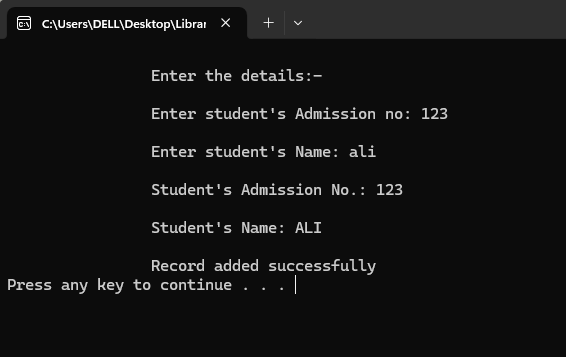 C:\Users\DELL\Desktop\Librar
Enter the details:-
Enter student's Admission no: 123
Enter student's Name: ali
Student's Admission No.: 123
Student's Name: ALI
Record added successfully
Press any key to continue . . .